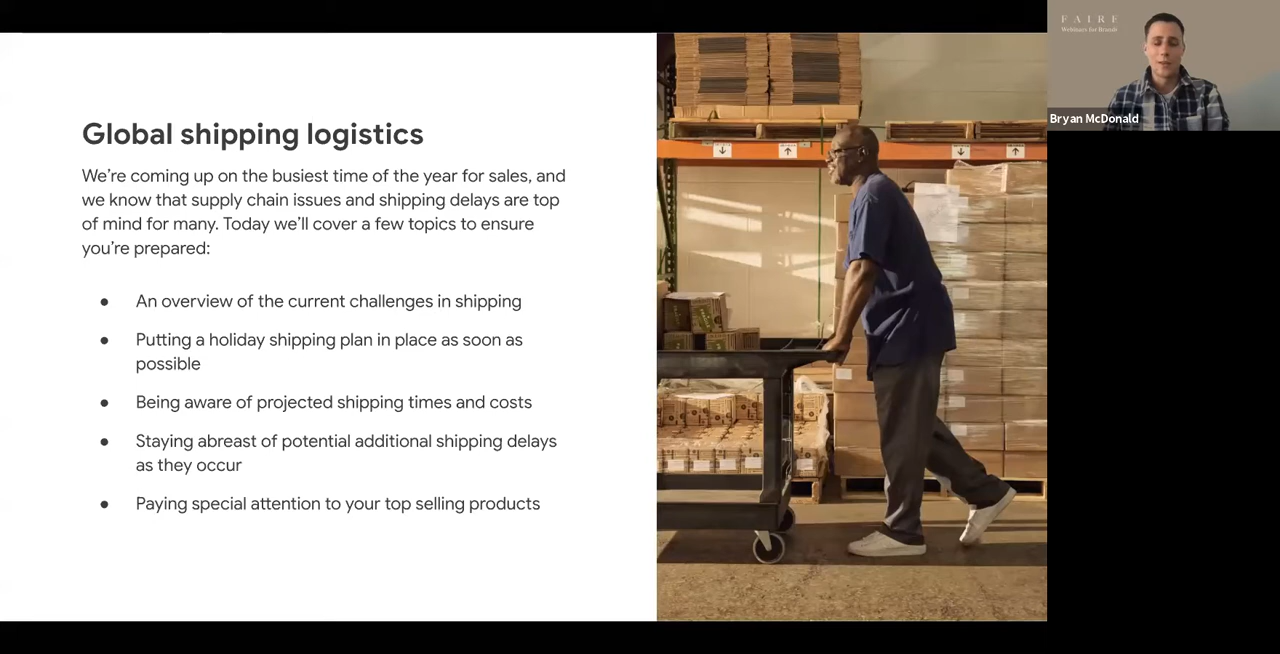 Global shipping logistics
We’re coming up on the busiest time of the year for sales, and
we know that supply chain issues and shipping delays are top
of mind for many. Today we’ll cover a few topics to ensure
you’re prepared:
● An overview of the current challenges in shipping
● Putting a holiday shipping plan in place as soon as
possible
● Being aware of projected shipping times and costs
● Staying abreast of potential additional shipping delays
as they occur
● Paying special attention to your top selling products
FAIRE
Webinars for Brands
Bryan McDonald